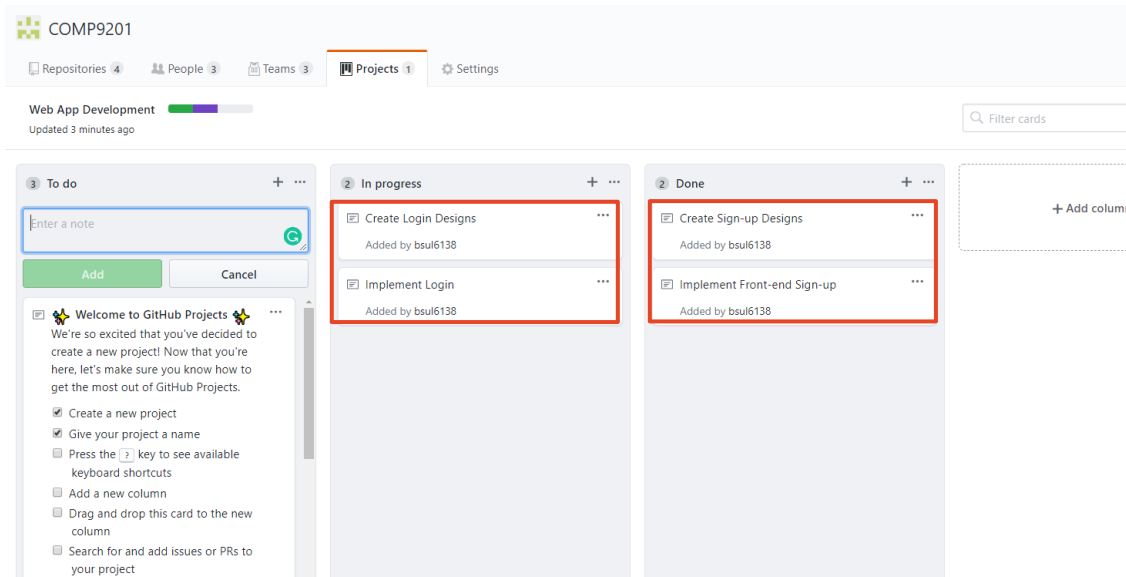 COMP9201
Repositories 4
People 3
Teams 3
Projects 1
Settings
Web App Development
Updated 3 minutes ago
Filter cards
3 To do
Enter a note
Add
Cancel
Welcome to GitHub Projects
We're so excited that you've decided to
create a new project! Now that you're
here, let's make sure you know how to
get the most out of GitHub Projects.
Create a new project
Give your project a name
Press the ? key to see available
keyboard shortcuts
Add a new column
Drag and drop this card to the new
column
Search for and add issues or PRs to
your project
2 In progress
Create Login Designs
Added by bsul6138
Implement Login
Added by bsul6138
2 Done
Create Sign-up Designs
Added by bsul6138
Implement Front-end Sign-up
Added by bsul6138
+ Add colum